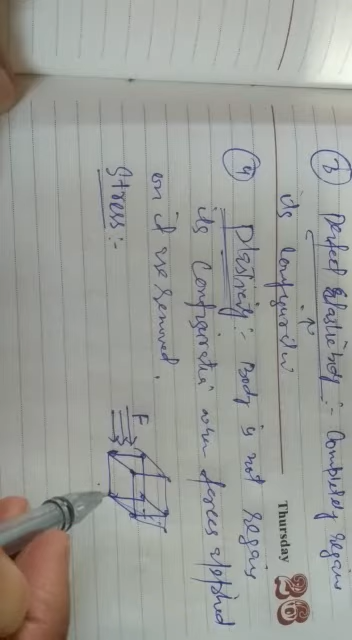 Thursday 26
③ Perfect Elastic body :- Completely regain
its configuration
④ Plasticity :- Body is not regain
its configuration when forces applied
on it are removed.
Stress :-
F